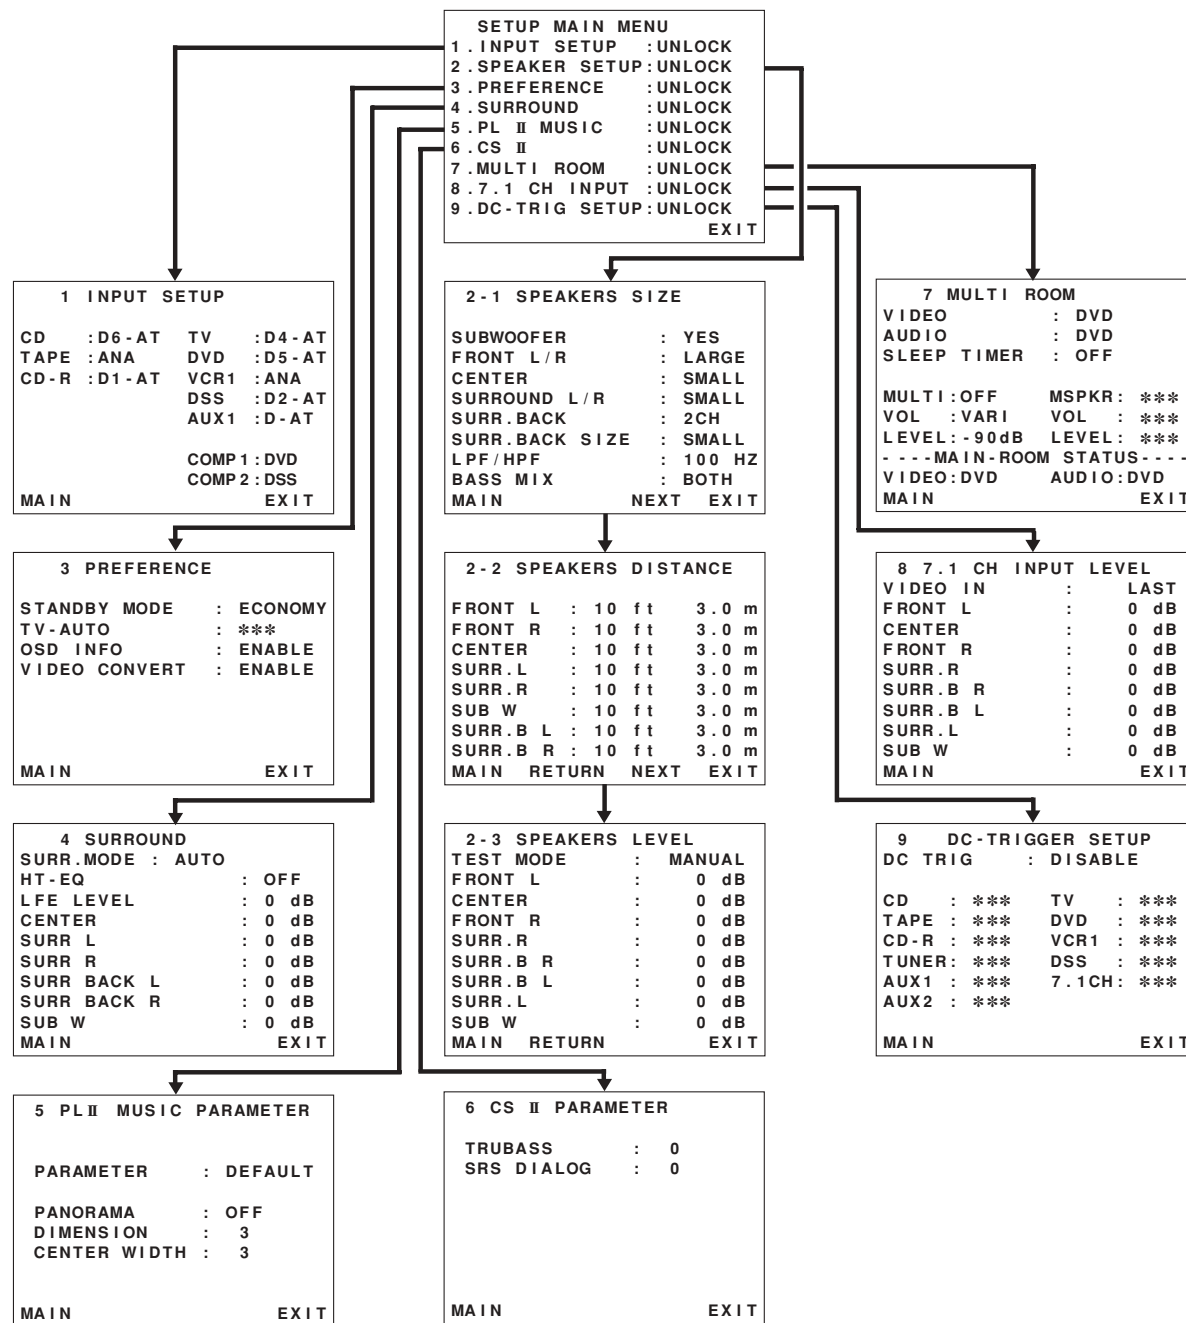 SETUP MAIN MENU
1.INPUT SETUP :UNLOCK
2.SPEAKER SETUP:UNLOCK
3.PREFERENCE :UNLOCK
4.SURROUND :UNLOCK
5.PL II MUSIC :UNLOCK
6.CS II :UNLOCK
7.MULTI ROOM :UNLOCK
8.7.1 CH INPUT :UNLOCK
9.DC-TRIG SETUP:UNLOCK
EXIT
1 INPUT SETUP
CD :D6-AT TV :D4-AT
TAPE :ANA DVD :D5-AT
CD-R :D1-AT VCR1 :ANA
DSS :D2-AT
AUX1 :D-AT
COMP1:DVD
COMP2:DSS
MAIN EXIT
2-1 SPEAKERS SIZE
SUBWOOFER : YES
FRONT L/R : LARGE
CENTER : SMALL
SURROUND L/R : SMALL
SURR.BACK : 2CH
SURR.BACK SIZE : SMALL
LPF/HPF : 100 HZ
BASS MIX : BOTH
MAIN NEXT EXIT
7 MULTI ROOM
VIDEO : DVD
AUDIO : DVD
SLEEP TIMER : OFF
MULTI:OFF MSPKR: ***
VOL :VARI VOL : ***
LEVEL:-90dB LEVEL: ***
----MAIN-ROOM STATUS----
VIDEO:DVD AUDIO:DVD
MAIN EXIT
3 PREFERENCE
STANDBY MODE : ECONOMY
TV-AUTO : ***
OSD INFO : ENABLE
VIDEO CONVERT : ENABLE
MAIN EXIT
2-2 SPEAKERS DISTANCE
FRONT L : 10 ft 3.0 m
FRONT R : 10 ft 3.0 m
CENTER : 10 ft 3.0 m
SURR.L : 10 ft 3.0 m
SURR.R : 10 ft 3.0 m
SUB W : 10 ft 3.0 m
SURR.B L : 10 ft 3.0 m
SURR.B R : 10 ft 3.0 m
MAIN RETURN NEXT EXIT
8 7.1 CH INPUT LEVEL
VIDEO IN : LAST
FRONT L : 0 dB
CENTER : 0 dB
FRONT R : 0 dB
SURR.R : 0 dB
SURR.B R : 0 dB
SURR.B L : 0 dB
SURR.L : 0 dB
SUB W : 0 dB
MAIN EXIT
4 SURROUND
SURR.MODE : AUTO
HT-EQ : OFF
LFE LEVEL : 0 dB
CENTER : 0 dB
SURR L : 0 dB
SURR R : 0 dB
SURR BACK L : 0 dB
SURR BACK R : 0 dB
SUB W : 0 dB
MAIN EXIT
2-3 SPEAKERS LEVEL
TEST MODE : MANUAL
FRONT L : 0 dB
CENTER : 0 dB
FRONT R : 0 dB
SURR.R : 0 dB
SURR.B R : 0 dB
SURR.B L : 0 dB
SURR.L : 0 dB
SUB W : 0 dB
MAIN RETURN EXIT
9 DC-TRIGGER SETUP
DC TRIG : DISABLE
CD : *** TV : ***
TAPE : *** DVD : ***
CD-R : *** VCR1 : ***
TUNER: *** DSS : ***
AUX1 : *** 7.1CH: ***
AUX2 : ***
MAIN EXIT
5 PLII MUSIC PARAMETER
PARAMETER : DEFAULT
PANORAMA : OFF
DIMENSION : 3
CENTER WIDTH : 3
MAIN EXIT
6 CS II PARAMETER
TRUBASS : 0
SRS DIALOG : 0
MAIN EXIT